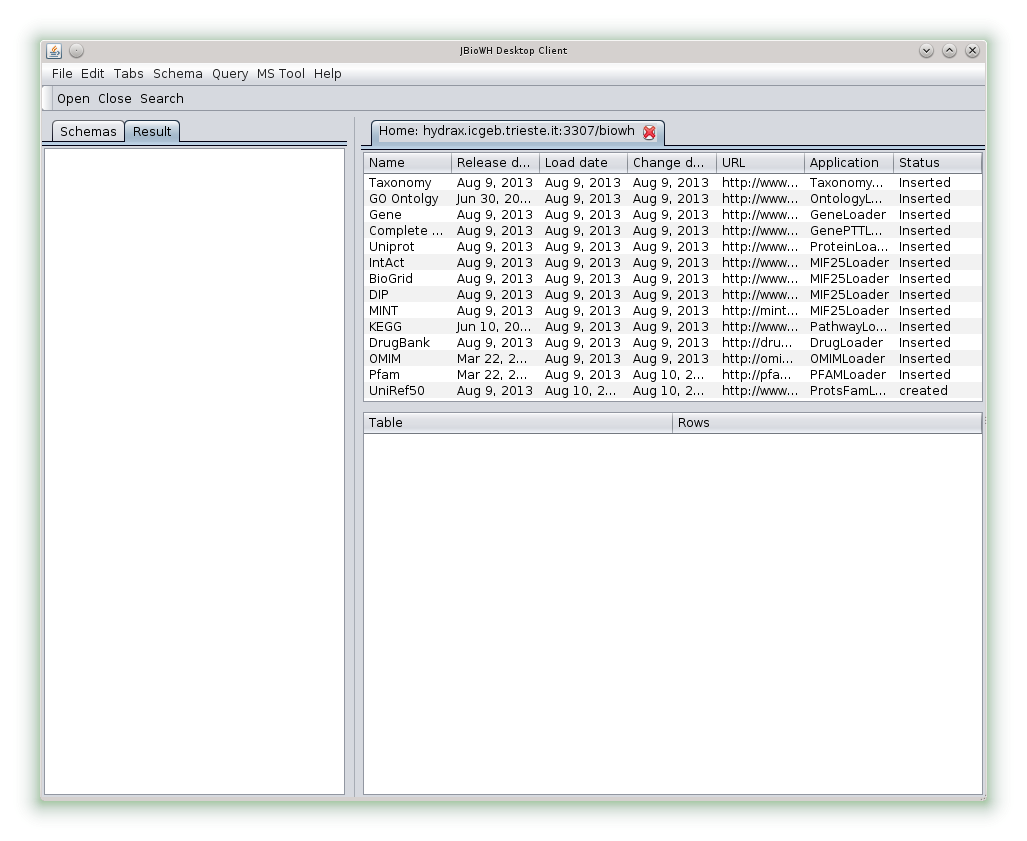 JBioWH Desktop Client
File Edit Tabs Schema Query MS Tool Help
Open Close Search
Schemas Result
Home: hydrax.icgeb.trieste.it:3307/biowh
Name Release d... Load date Change d... URL Application Status
Taxonomy Aug 9, 2013 Aug 9, 2013 Aug 9, 2013 http://www... Taxonomy... Inserted
GO Ontolgy Jun 30, 20... Aug 9, 2013 Aug 9, 2013 http://www... OntologyL... Inserted
Gene Aug 9, 2013 Aug 9, 2013 Aug 9, 2013 http://www... GeneLoader Inserted
Complete ... Aug 9, 2013 Aug 9, 2013 Aug 9, 2013 http://www... GenePTTL... Inserted
Uniprot Aug 9, 2013 Aug 9, 2013 Aug 9, 2013 http://www... ProteinLoa... Inserted
IntAct Aug 9, 2013 Aug 9, 2013 Aug 9, 2013 http://www... MIF25Loader Inserted
BioGrid Aug 9, 2013 Aug 9, 2013 Aug 9, 2013 http://www... MIF25Loader Inserted
DIP Aug 9, 2013 Aug 9, 2013 Aug 9, 2013 http://www... MIF25Loader Inserted
MINT Aug 9, 2013 Aug 9, 2013 Aug 9, 2013 http://mint... MIF25Loader Inserted
KEGG Jun 10, 20... Aug 9, 2013 Aug 9, 2013 http://www... PathwayLo... Inserted
DrugBank Aug 9, 2013 Aug 9, 2013 Aug 9, 2013 http://dru... DrugLoader Inserted
OMIM Mar 22, 2... Aug 9, 2013 Aug 9, 2013 http://omi... OMIMLoader Inserted
Pfam Mar 22, 2... Aug 9, 2013 Aug 10, 2... http://pfa... PFAMLoader Inserted
UniRef50 Aug 9, 2013 Aug 10, 2... Aug 10, 2... http://www... ProtsFamL... created
Table Rows